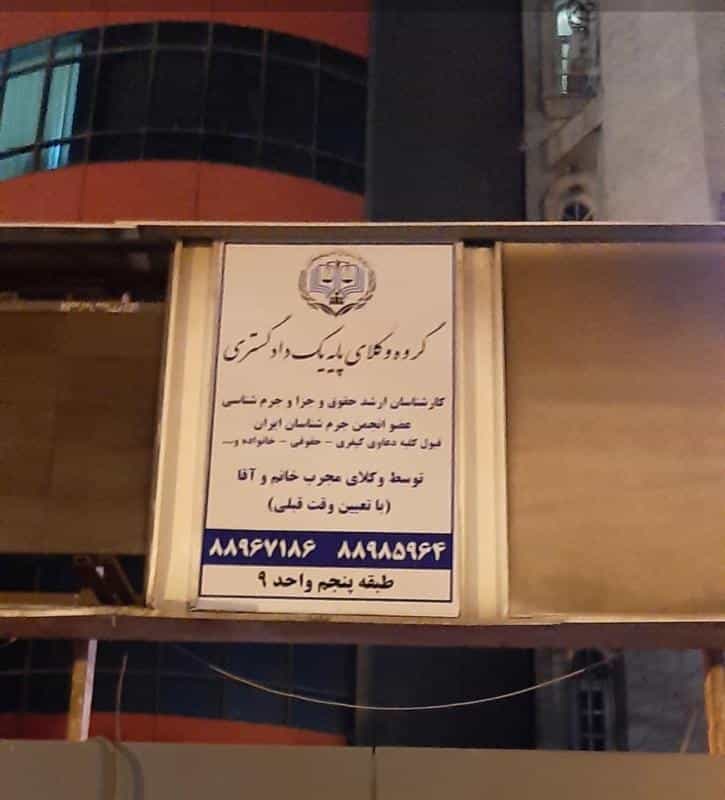 گروه وکلای پایه یک دادگستری
کارشناسان ارشد حقوق و جزا و جرم شناسی
عضو انجمن جرم شناسان ایران
قبول کلیه دعاوی کیفری - حقوقی - خانواده و....
توسط وکلای مجرب خانم و آقا
(با تعیین وقت قبلی)
۸۸۹۶۷۱۸۶ ۸۸۹۸۵۹۶۴
طبقه پنجم واحد ۹